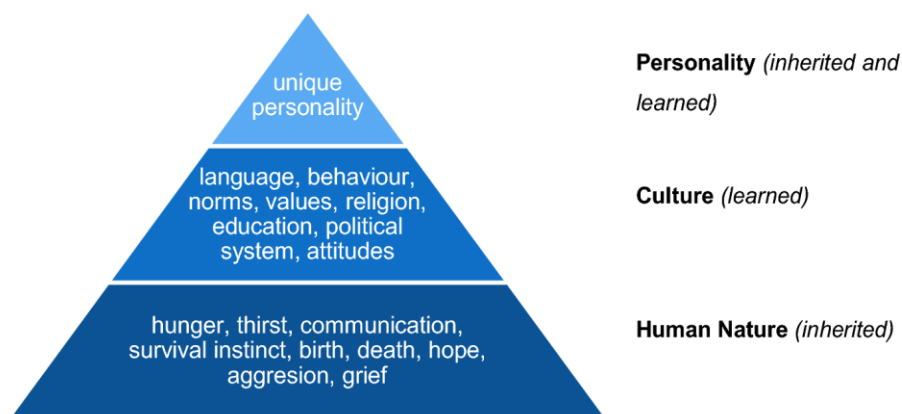 unique
personality
Personality (inherited and
learned)
language, behaviour,
norms, values, religion,
education, political
system, attitudes
Culture (learned)
hunger, thirst, communication,
survival instinct, birth, death, hope,
aggresion, grief
Human Nature (inherited)